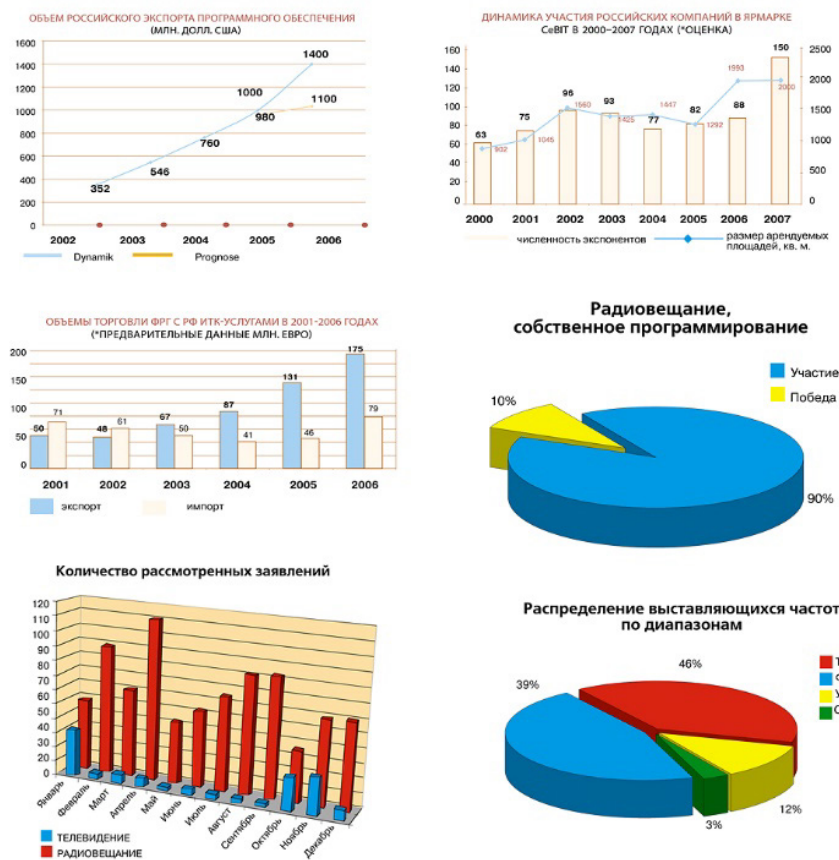 ОБЪЕМ РОССИЙСКОГО ЭКСПОРТА ПРОГРАММНОГО ОБЕСПЕЧЕНИЯ
(МЛН. ДОЛЛ. США)
1600
1400
1200
1000
800
600
400
200
0
352
546
760
1000
980
1400
1100
2002 2003 2004 2005 2006
Dynamik Prognose
ДИНАМИКА УЧАСТИЯ РОССИЙСКИХ КОМПАНИЙ В ЯРМАРКЕ
CeBIT В 2000–2007 ГОДАХ (*ОЦЕНКА)
160
140
120
100
80
60
40
20
0
63 75 96 93 77 82 88 150
902 1045 1560 1425 1447 1292 1993 2000
2500
2000
1500
1000
500
0
2000 2001 2002 2003 2004 2005 2006 2007
численность экспонентов размер арендуемых
площадей, кв. м.
ОБЪЕМЫ ТОРГОВЛИ ФРГ С РФ ИТК-УСЛУГАМИ В 2001-2006 ГОДАХ
(*ПРЕДВАРИТЕЛЬНЫЕ ДАННЫЕ МЛН. ЕВРО)
200
150
100
50
0
60 71 48 61 67 50 87 41 131 46 175 79
2001 2002 2003 2004 2005 2006
экспорт импорт
Радиовещание,
собственное программирование
Участие
Победа
10%
90%
Количество рассмотренных заявлений
120
110
100
90
80
70
60
50
40
30
20
10
0
Январь
Февраль
Март
Апрель
Май
Июнь
Июль
Август
Сентябрь
Октябрь
Ноябрь
Декабрь
ТЕЛЕВИДЕНИЕ
РАДИОВЕЩАНИЕ
Распределение выставляющихся частот
по диапазонам
46%
39%
12%
3%